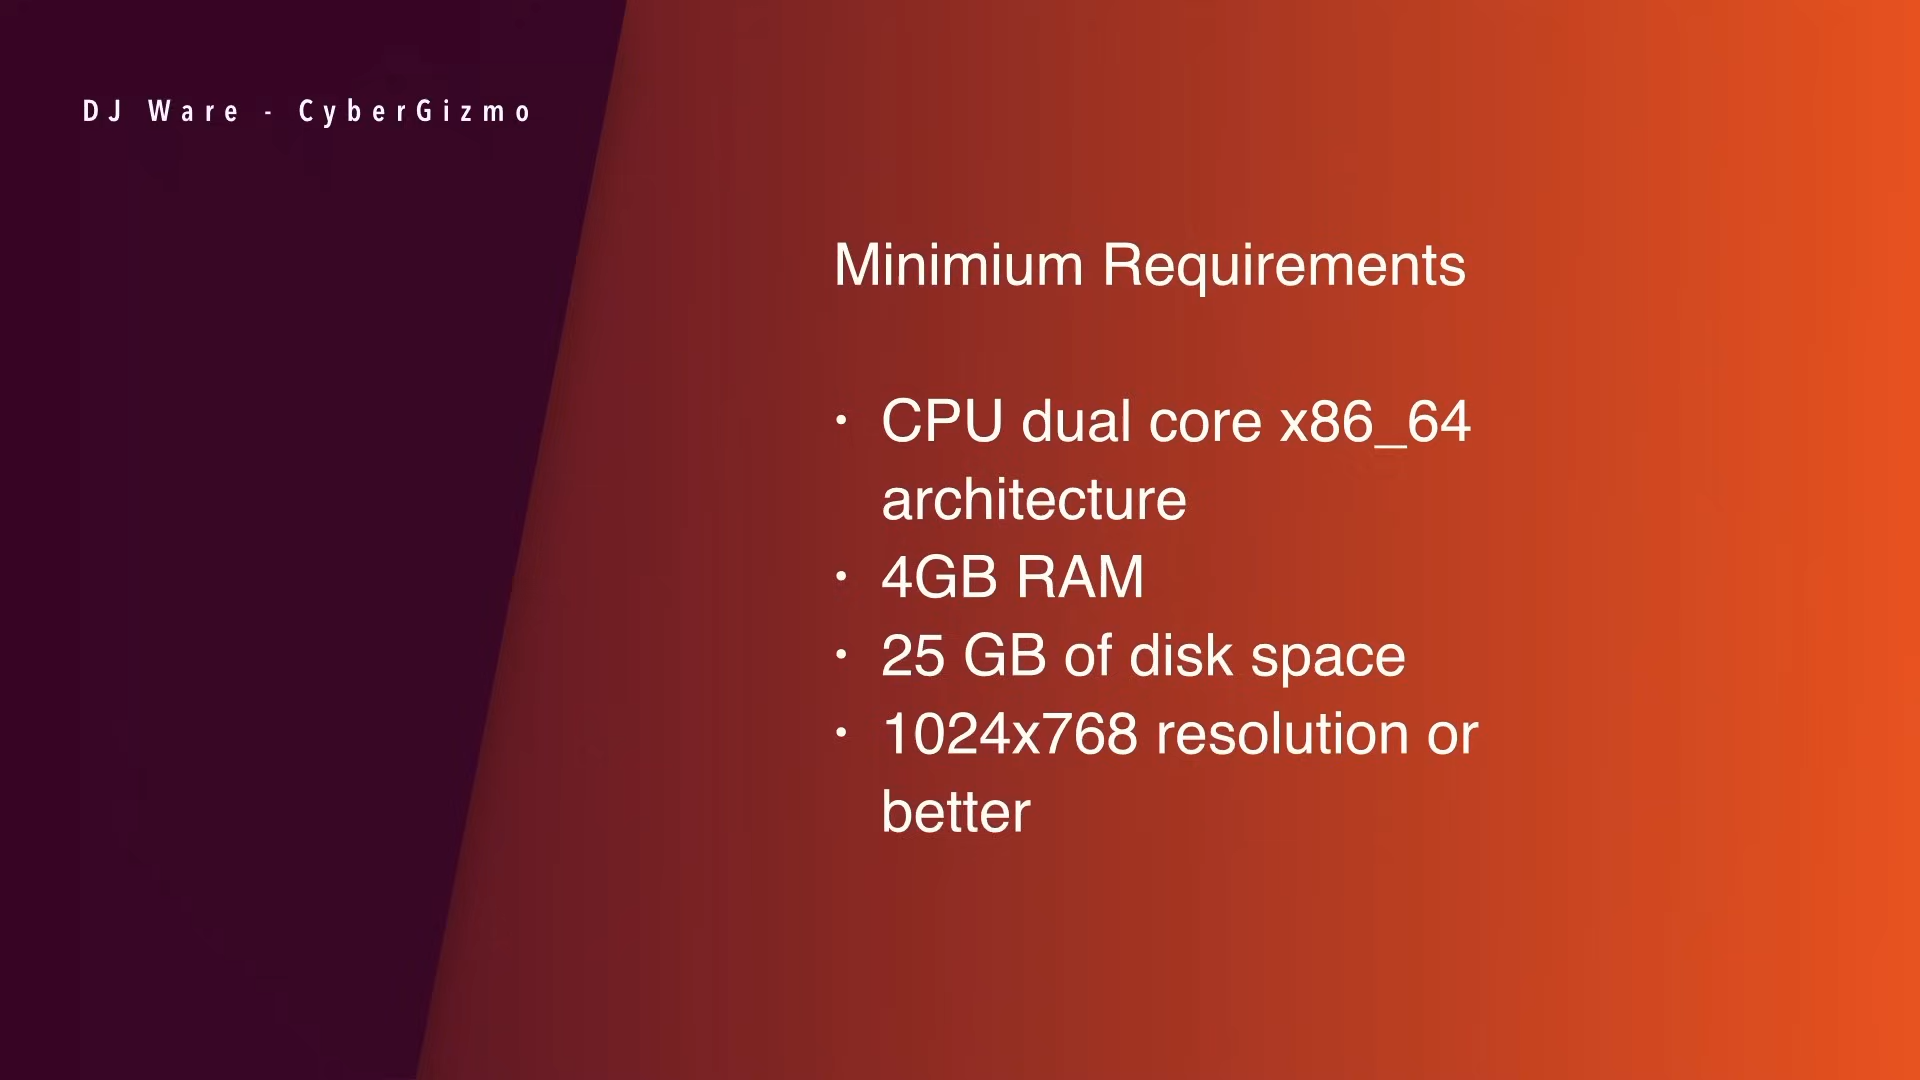 DJ Ware - CyberGizmo
Minimium Requirements
• CPU dual core x86_64
architecture
• 4GB RAM
• 25 GB of disk space
• 1024x768 resolution or
better